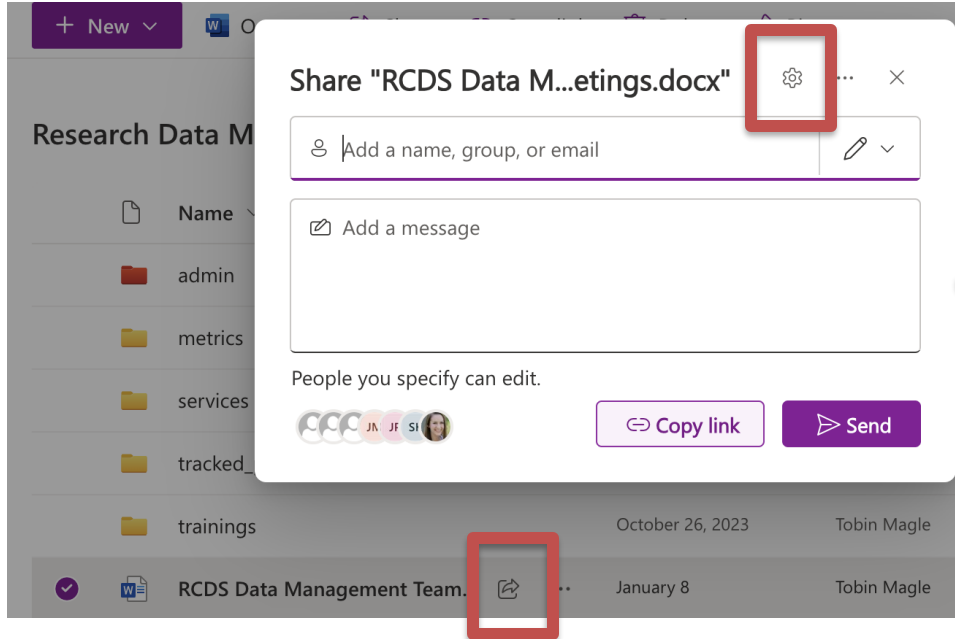 New
Share "RCDS Data M...etings.docx"
Research Data M
Add a name, group, or email
Name
Add a message
admin
metrics
People you specify can edit.
services
JF
Copy link
Send
tracked_
trainings
October 26, 2023
Tobin Magle
RCDS Data Management Team.
January 8
Tobin Magle